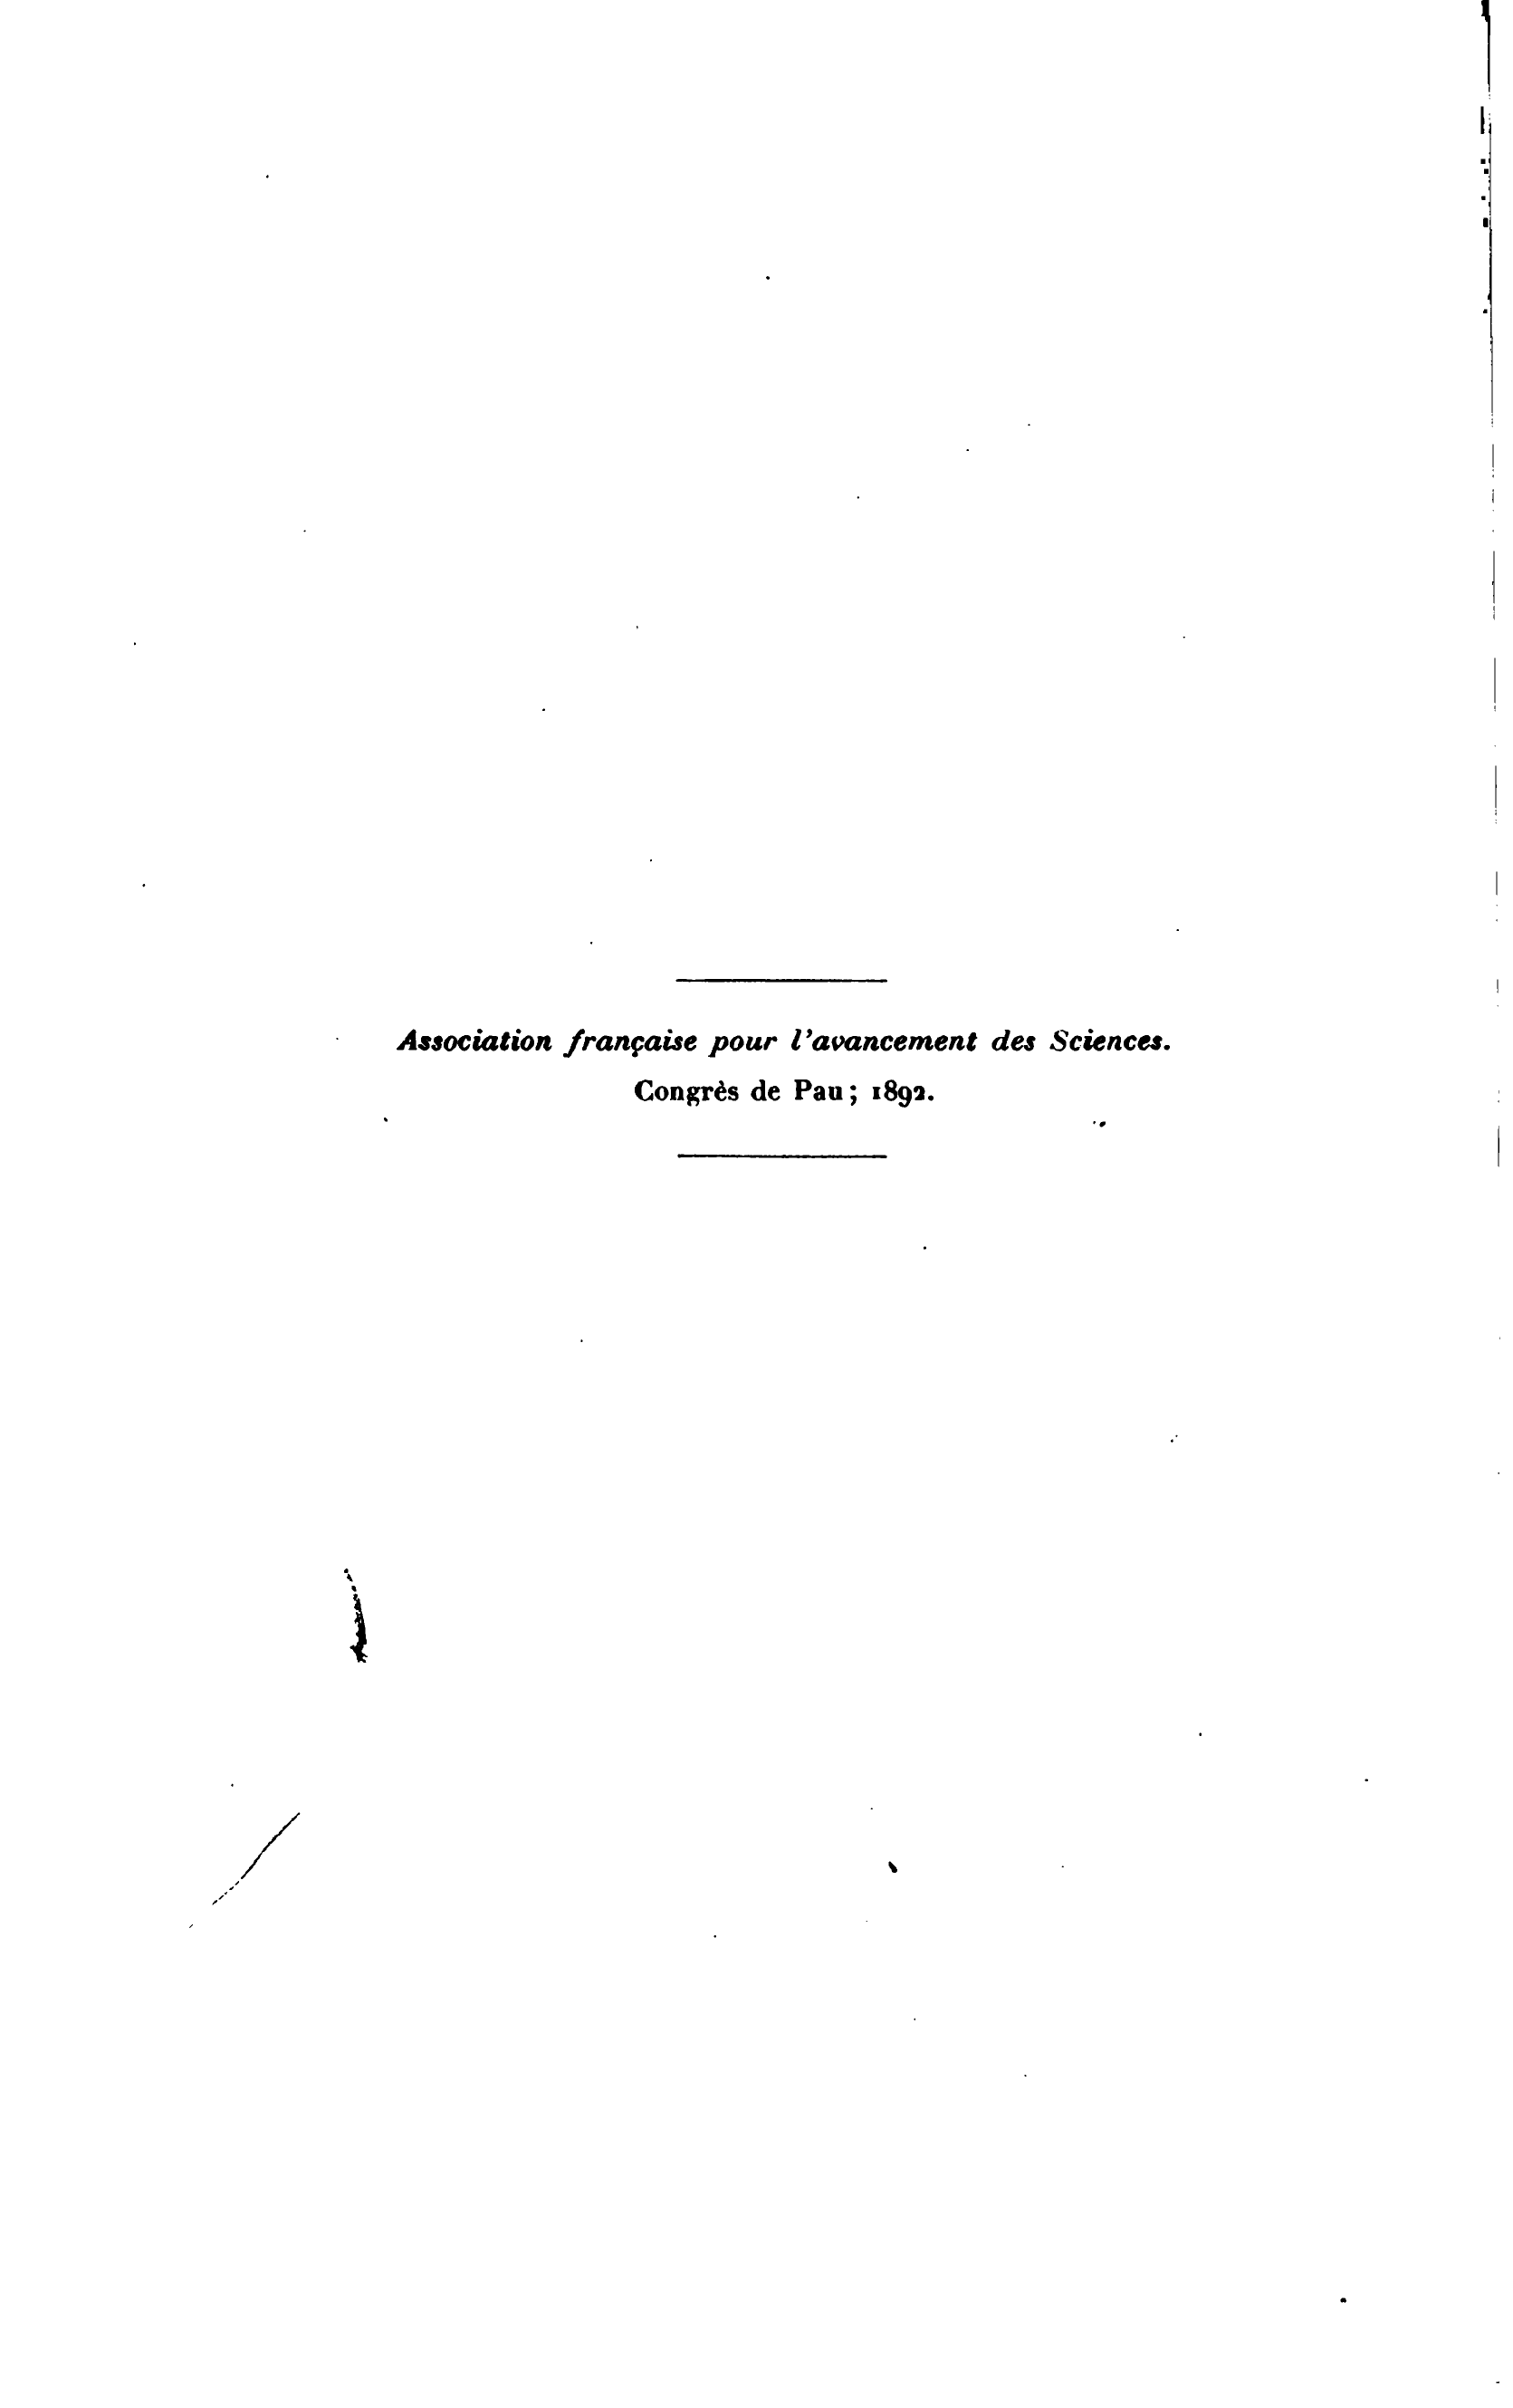 Association française pour l'avancement des Sciences.
Congrès de Pau; 1892.